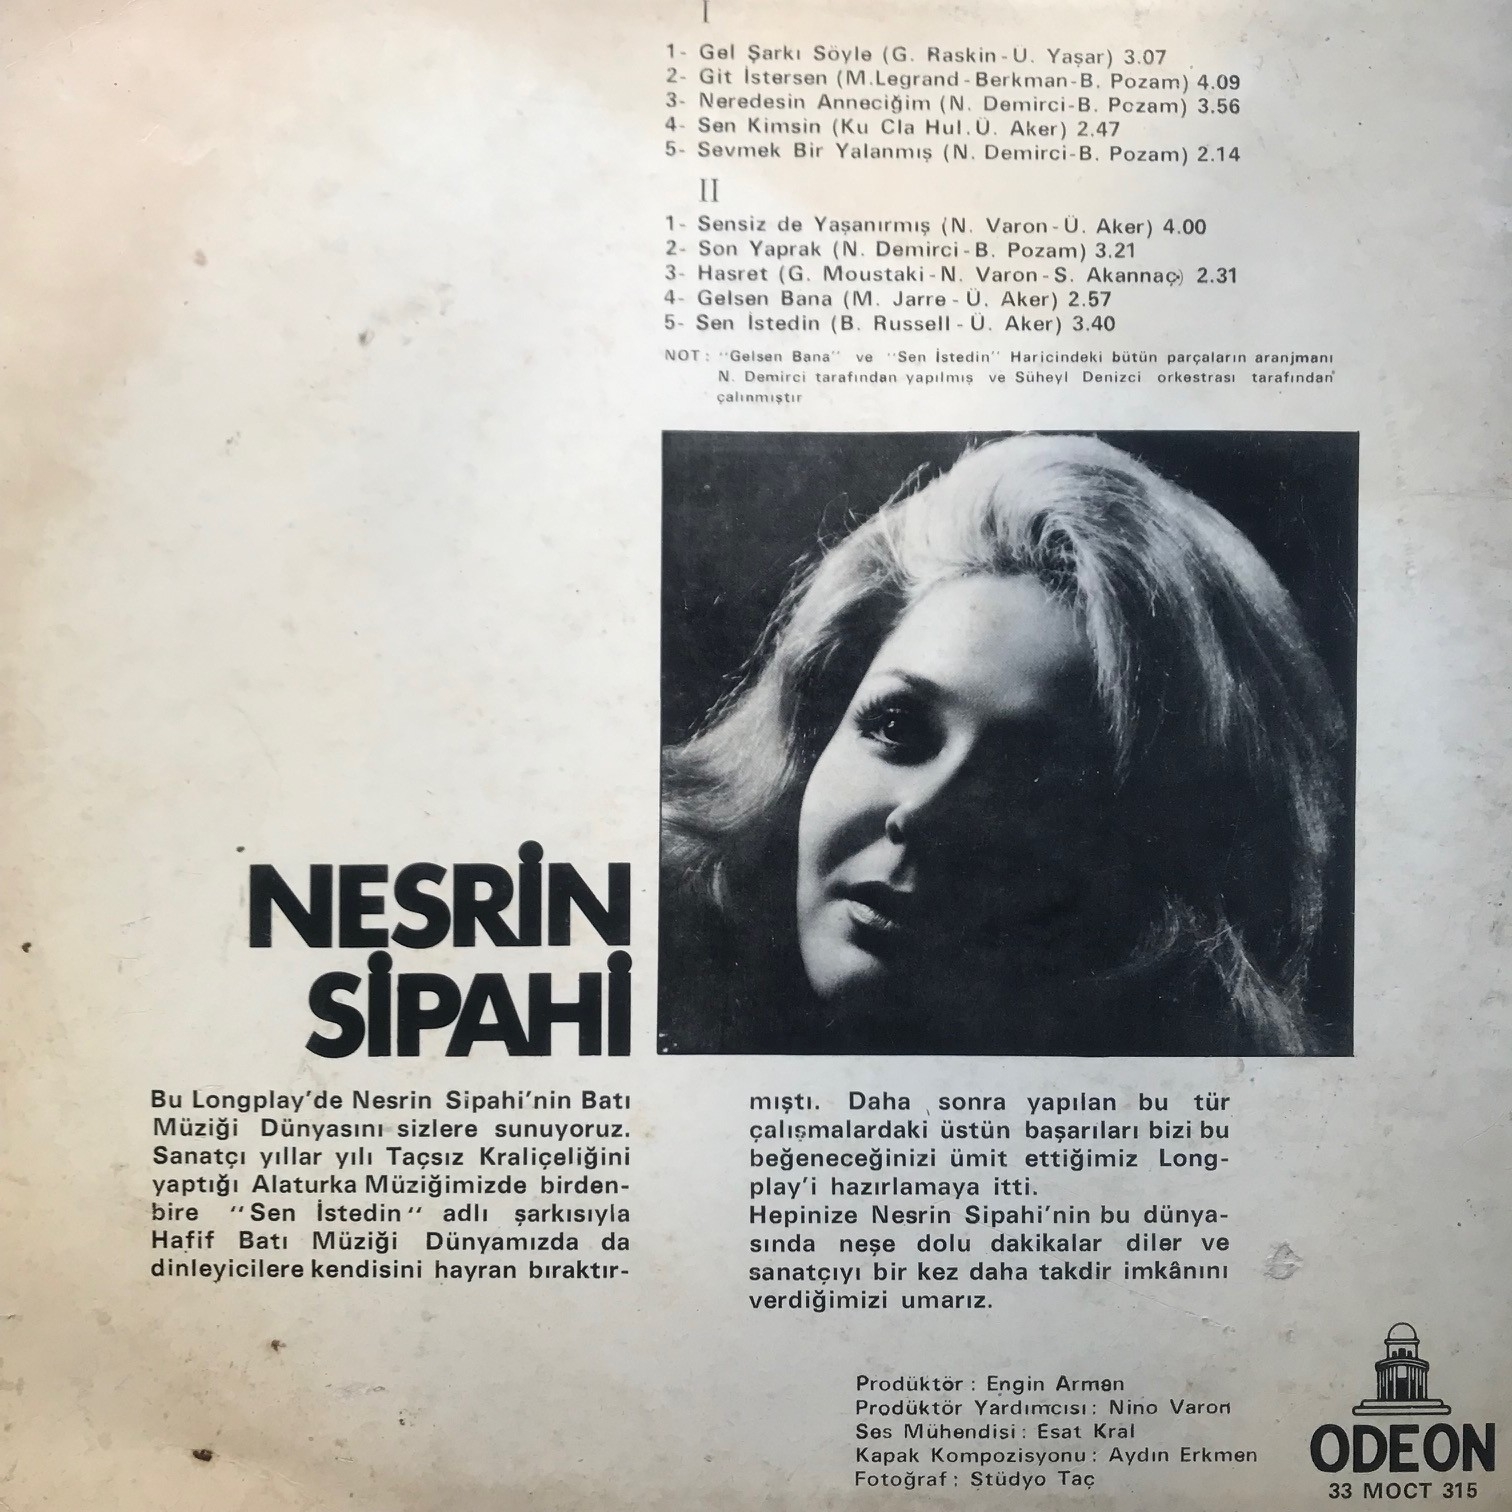 I
1- Gel Şarkı Söyle (G. Raskin-U. Yaşar) 3.07
2- Git İstersen (M.Legrand-Berkman-B. Pozam) 4.09
3- Neredesin Anneciğim (N. Demirci-B. Pozam) 3.56
4- Sen Kimsin (Ku Cla Hul.Ü. Aker) 2.47
5- Sevmek Bir Yalanmış (N. Demirci-B. Pozam) 2.14
II
1- Sensiz de Yaşanırmış (N. Varon-Ü. Aker) 4.00
2- Son Yaprak (N. Demirci-B. Pozam) 3.21
3- Hasret (G. Moustaki-N. Varon-S. Akannaç) 2.31
4- Gelsen Bana (M. Jarre-Ü. Aker) 2.57
5- Sen İstedin (B. Russell-Ü. Aker) 3.40
NOT: "Gelsen Bana" ve "Sen İstedin" Haricindeki bütün parçaların aranjmanı
N. Demirci tarafından yapılmış ve Süheyl Denizci orkestrası tarafından
çalınmıştır
NESRİN
SİPAHİ
Bu Longplay'de Nesrin Sipahi'nin Batı
Müziği Dünyasını sizlere sunuyoruz.
Sanatçı yıllar yılı Taçsız Kraliçeliğini
yaptığı Alaturka Müziğimizde birden-
bire "Sen İstedin" adlı şarkısıyla
Hafif Batı Müziği Dünyamızda da
dinleyicilere kendisini hayran bıraktır-
mıştı. Daha sonra yapılan bu tür
çalışmalardaki üstün başarıları bizi bu
beğeneceğinizi ümit ettiğimiz Long-
play'i hazırlamaya itti.
Hepinize Nesrin Sipahi'nin bu dünya-
sında neşe dolu dakikalar diler ve
sanatçıyı bir kez daha takdir imkânını
verdiğimizi umarız.
Prodüktör : Engin Arman
Prodüktör Yardımcısı : Nino Varon
Ses Mühendisi : Esat Kral
Kapak Kompozisyonu : Aydın Erkmen
Fotoğraf : Stüdyo Taç
ODEON
33 MOCT 315